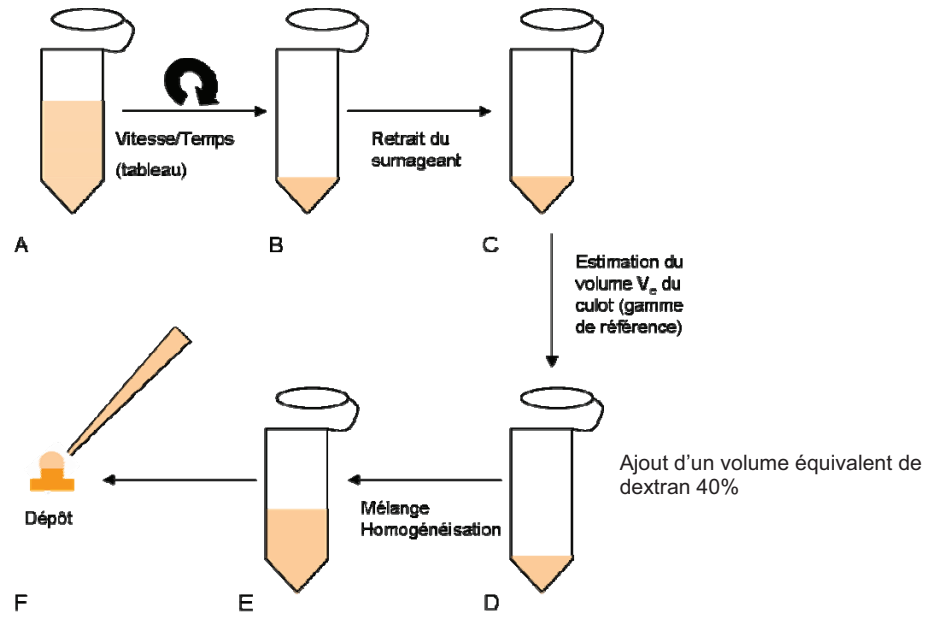 Vitesse/Temps
(tableau)
Retrait du
surnageant
A
B
C
Estimation du
volume Vₑ du
culot (gamme
de référence)
Ajout d'un volume équivalent de
dextran 40%
Mélange
Homogénéisation
Dépôt
F
E
D